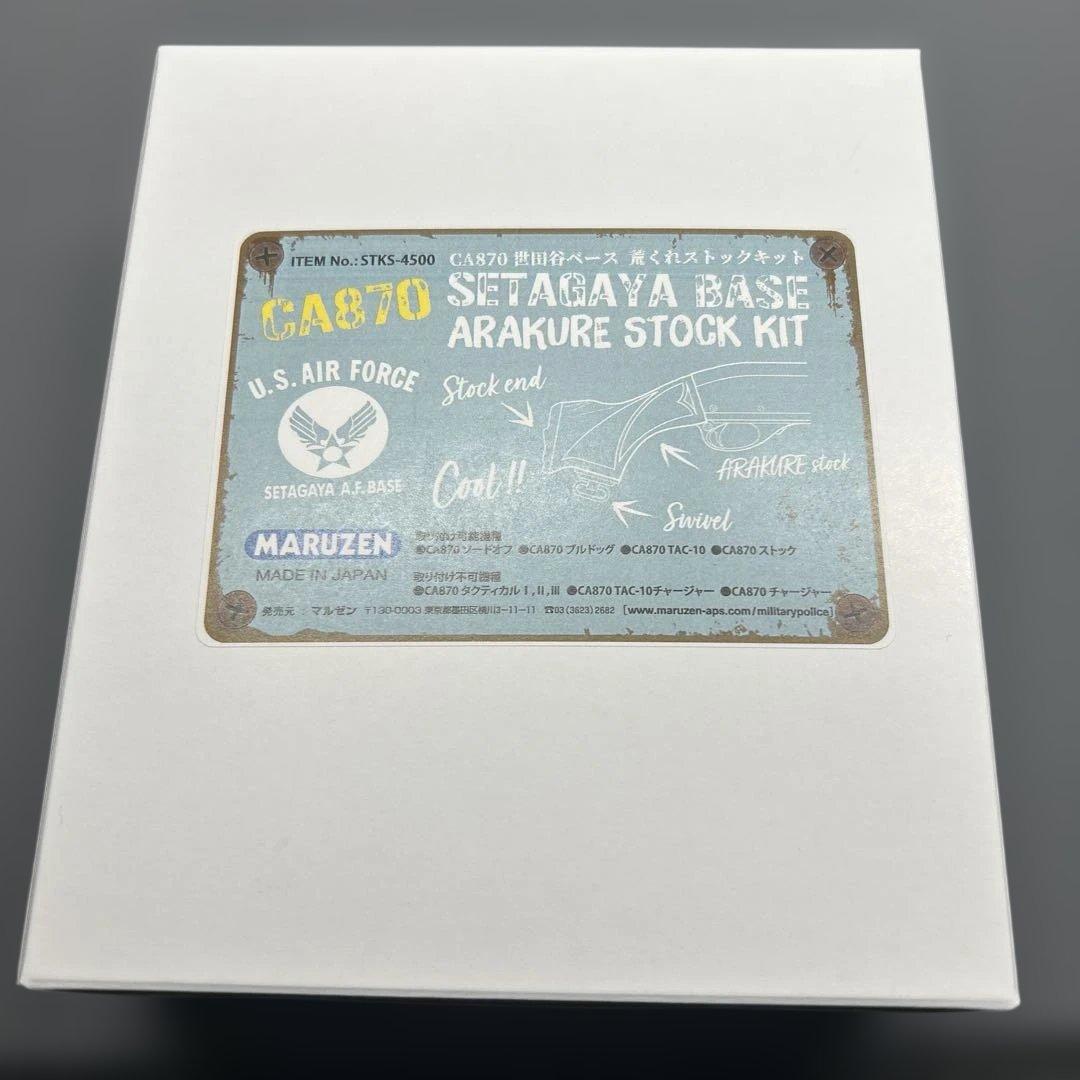 ITEM No.: STKS-4500
CA870 世田谷ベース 荒くれストックキット
CA870
SETAGAYA BASE
ARAKURE STOCK KIT
U.S. AIR FORCE
SETAGAYA A.F. BASE
Stock end
Cool!!
ARAKURE stock
Swivel
MARUZEN
MADE IN JAPAN
取り付け可能機種
●CA870 ソードオフ ●CA870 ブルドッグ ●CA870 TAC-10 ●CA870 ストック
取り付け不可機種
●CA870 タクティカル I , II , III ●CA870 TAC-10チャージャー ●CA870 チャージャー
発売元 : マルゼン 〒130-0003 東京都墨田区横川3-11-11 ☎03 (3623) 2682 [www.maruzen-aps.com/militarypolice]